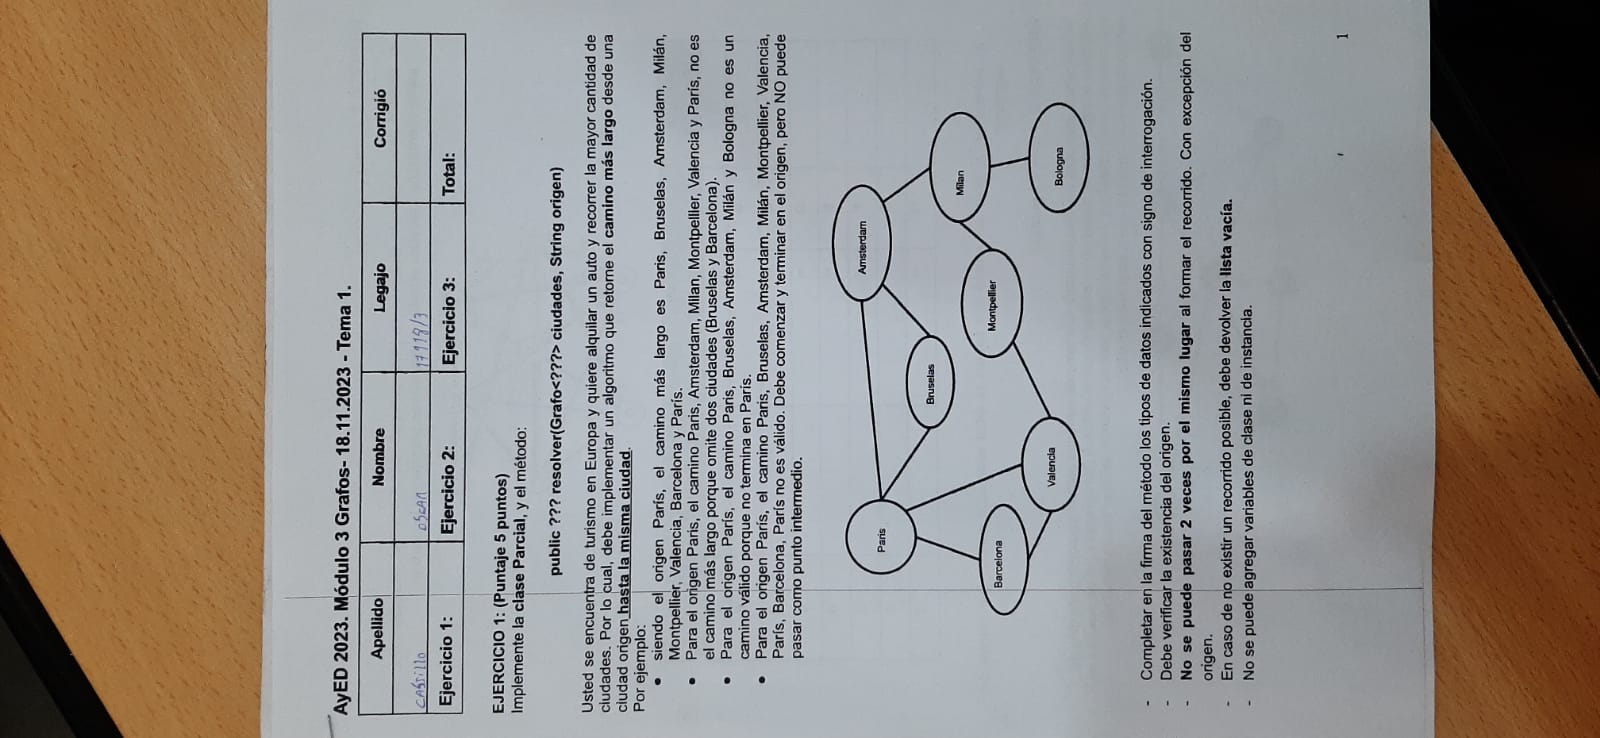 AyED 2023. Módulo 3 Grafos- 18.11.2023 - Tema 1.
Apellido Nombre Legajo Corrigió
CASTillo OSCAR 17918/3
Ejercicio 1: Ejercicio 2: Ejercicio 3: Total:
EJERCICIO 1: (Puntaje 5 puntos)
Implemente la clase Parcial, y el método:
public ??? resolver(Grafo<???> ciudades, String origen)
Usted se encuentra de turismo en Europa y quiere alquilar un auto y recorrer la mayor cantidad de
ciudades. Por lo cual, debe implementar un algoritmo que retorne el camino más largo desde una
ciudad origen hasta la misma ciudad.
Por ejemplo:
• siendo el origen París, el camino más largo es Paris, Bruselas, Amsterdam, Milán,
Montpellier, Valencia, Barcelona y París.
• Para el origen Paris, el camino Paris, Amsterdam, Milan, Montpelller, Valencia y París, no es
el camino más largo porque omite dos ciudades (Bruselas y Barcelona).
• Para el origen París, el camino Paris, Bruselas, Amsterdam, Milán y Bologna no es un
camino válido porque no termina en París.
• Para el origen París, el camino Paris, Bruselas, Amsterdam, Milán, Montpellier, Valencia,
París, Barcelona, París no es válido. Debe comenzar y terminar en el origen, pero NO puede
pasar como punto intermedio.
Amsterdam
Paris
Bruselas
Milan
Montpellier
Barcelona
Valencia
Bologna
- Completar en la firma del método los tipos de datos indicados con signo de interrogación.
- Debe verificar la existencia del origen.
- No se puede pasar 2 veces por el mismo lugar al formar el recorrido. Con excepción del
origen.
- En caso de no existir un recorrido posible, debe devolver la lista vacía.
- No se puede agregar variables de clase ni de instancia.
1